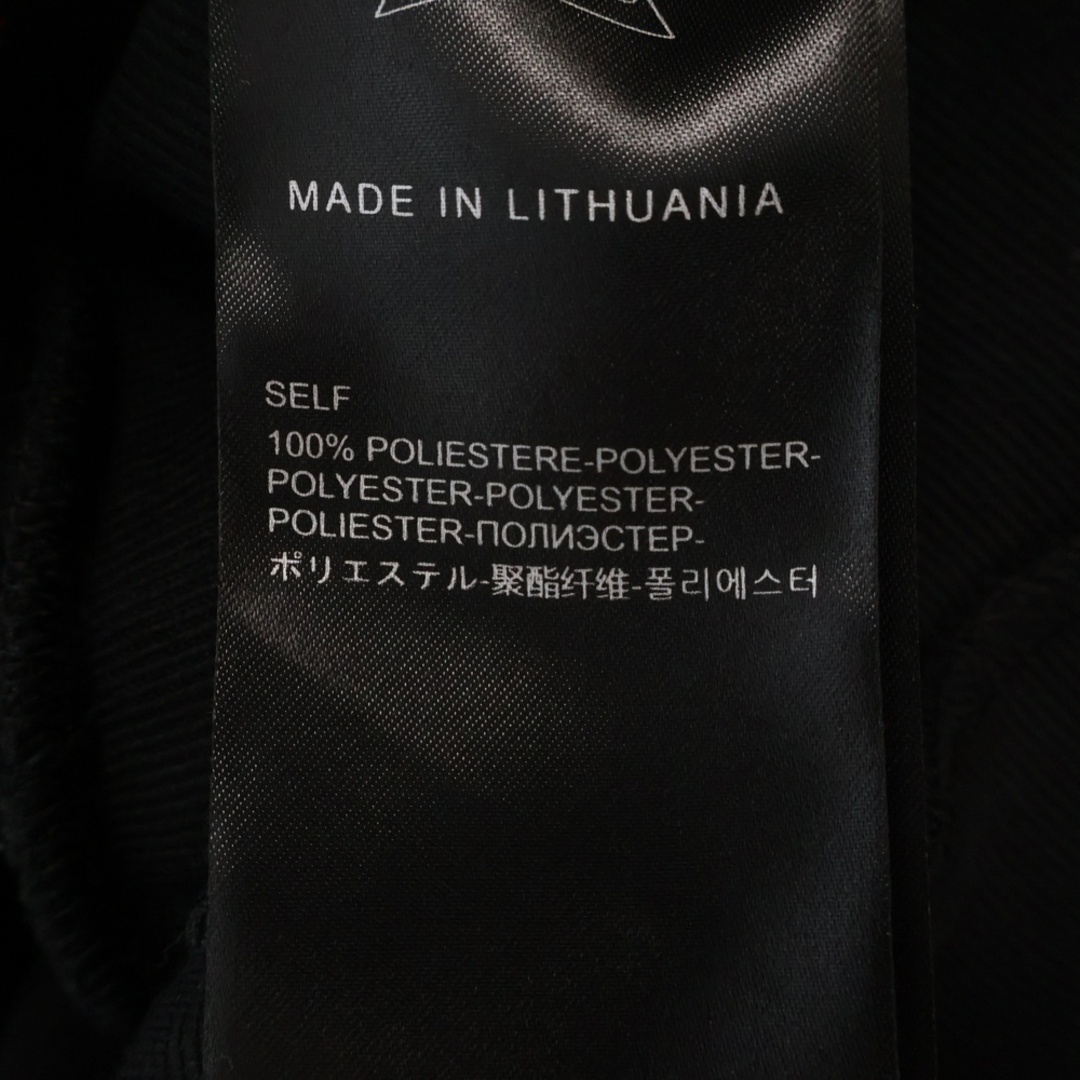 MADE IN LITHUANIA
SELF
100% POLIESTERE-POLYESTER-
POLYESTER-POLYESTER-
POLIESTER-ПОЛИЭСТЕР-
ポリエステル-聚酯纤维-폴리에스터